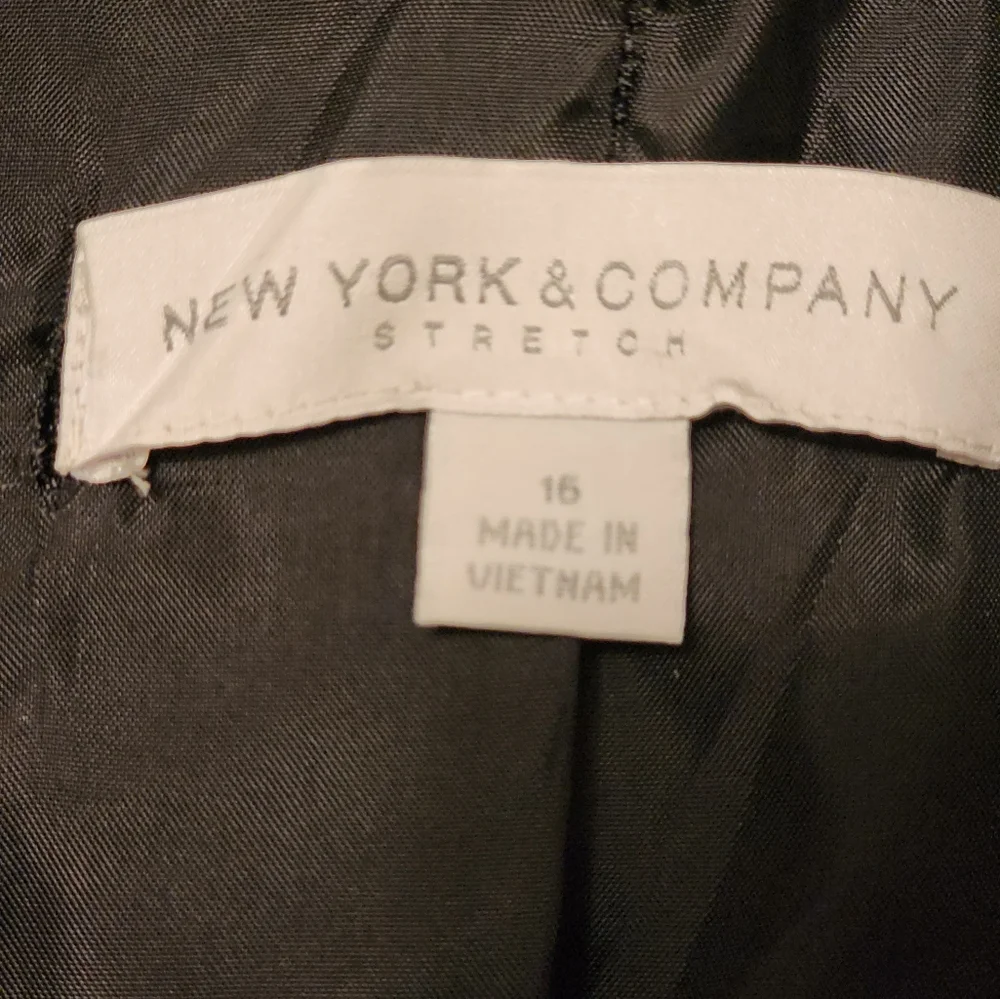 NEW YORK & COMPANY
STRETCH
16
MADE IN
VIETNAM